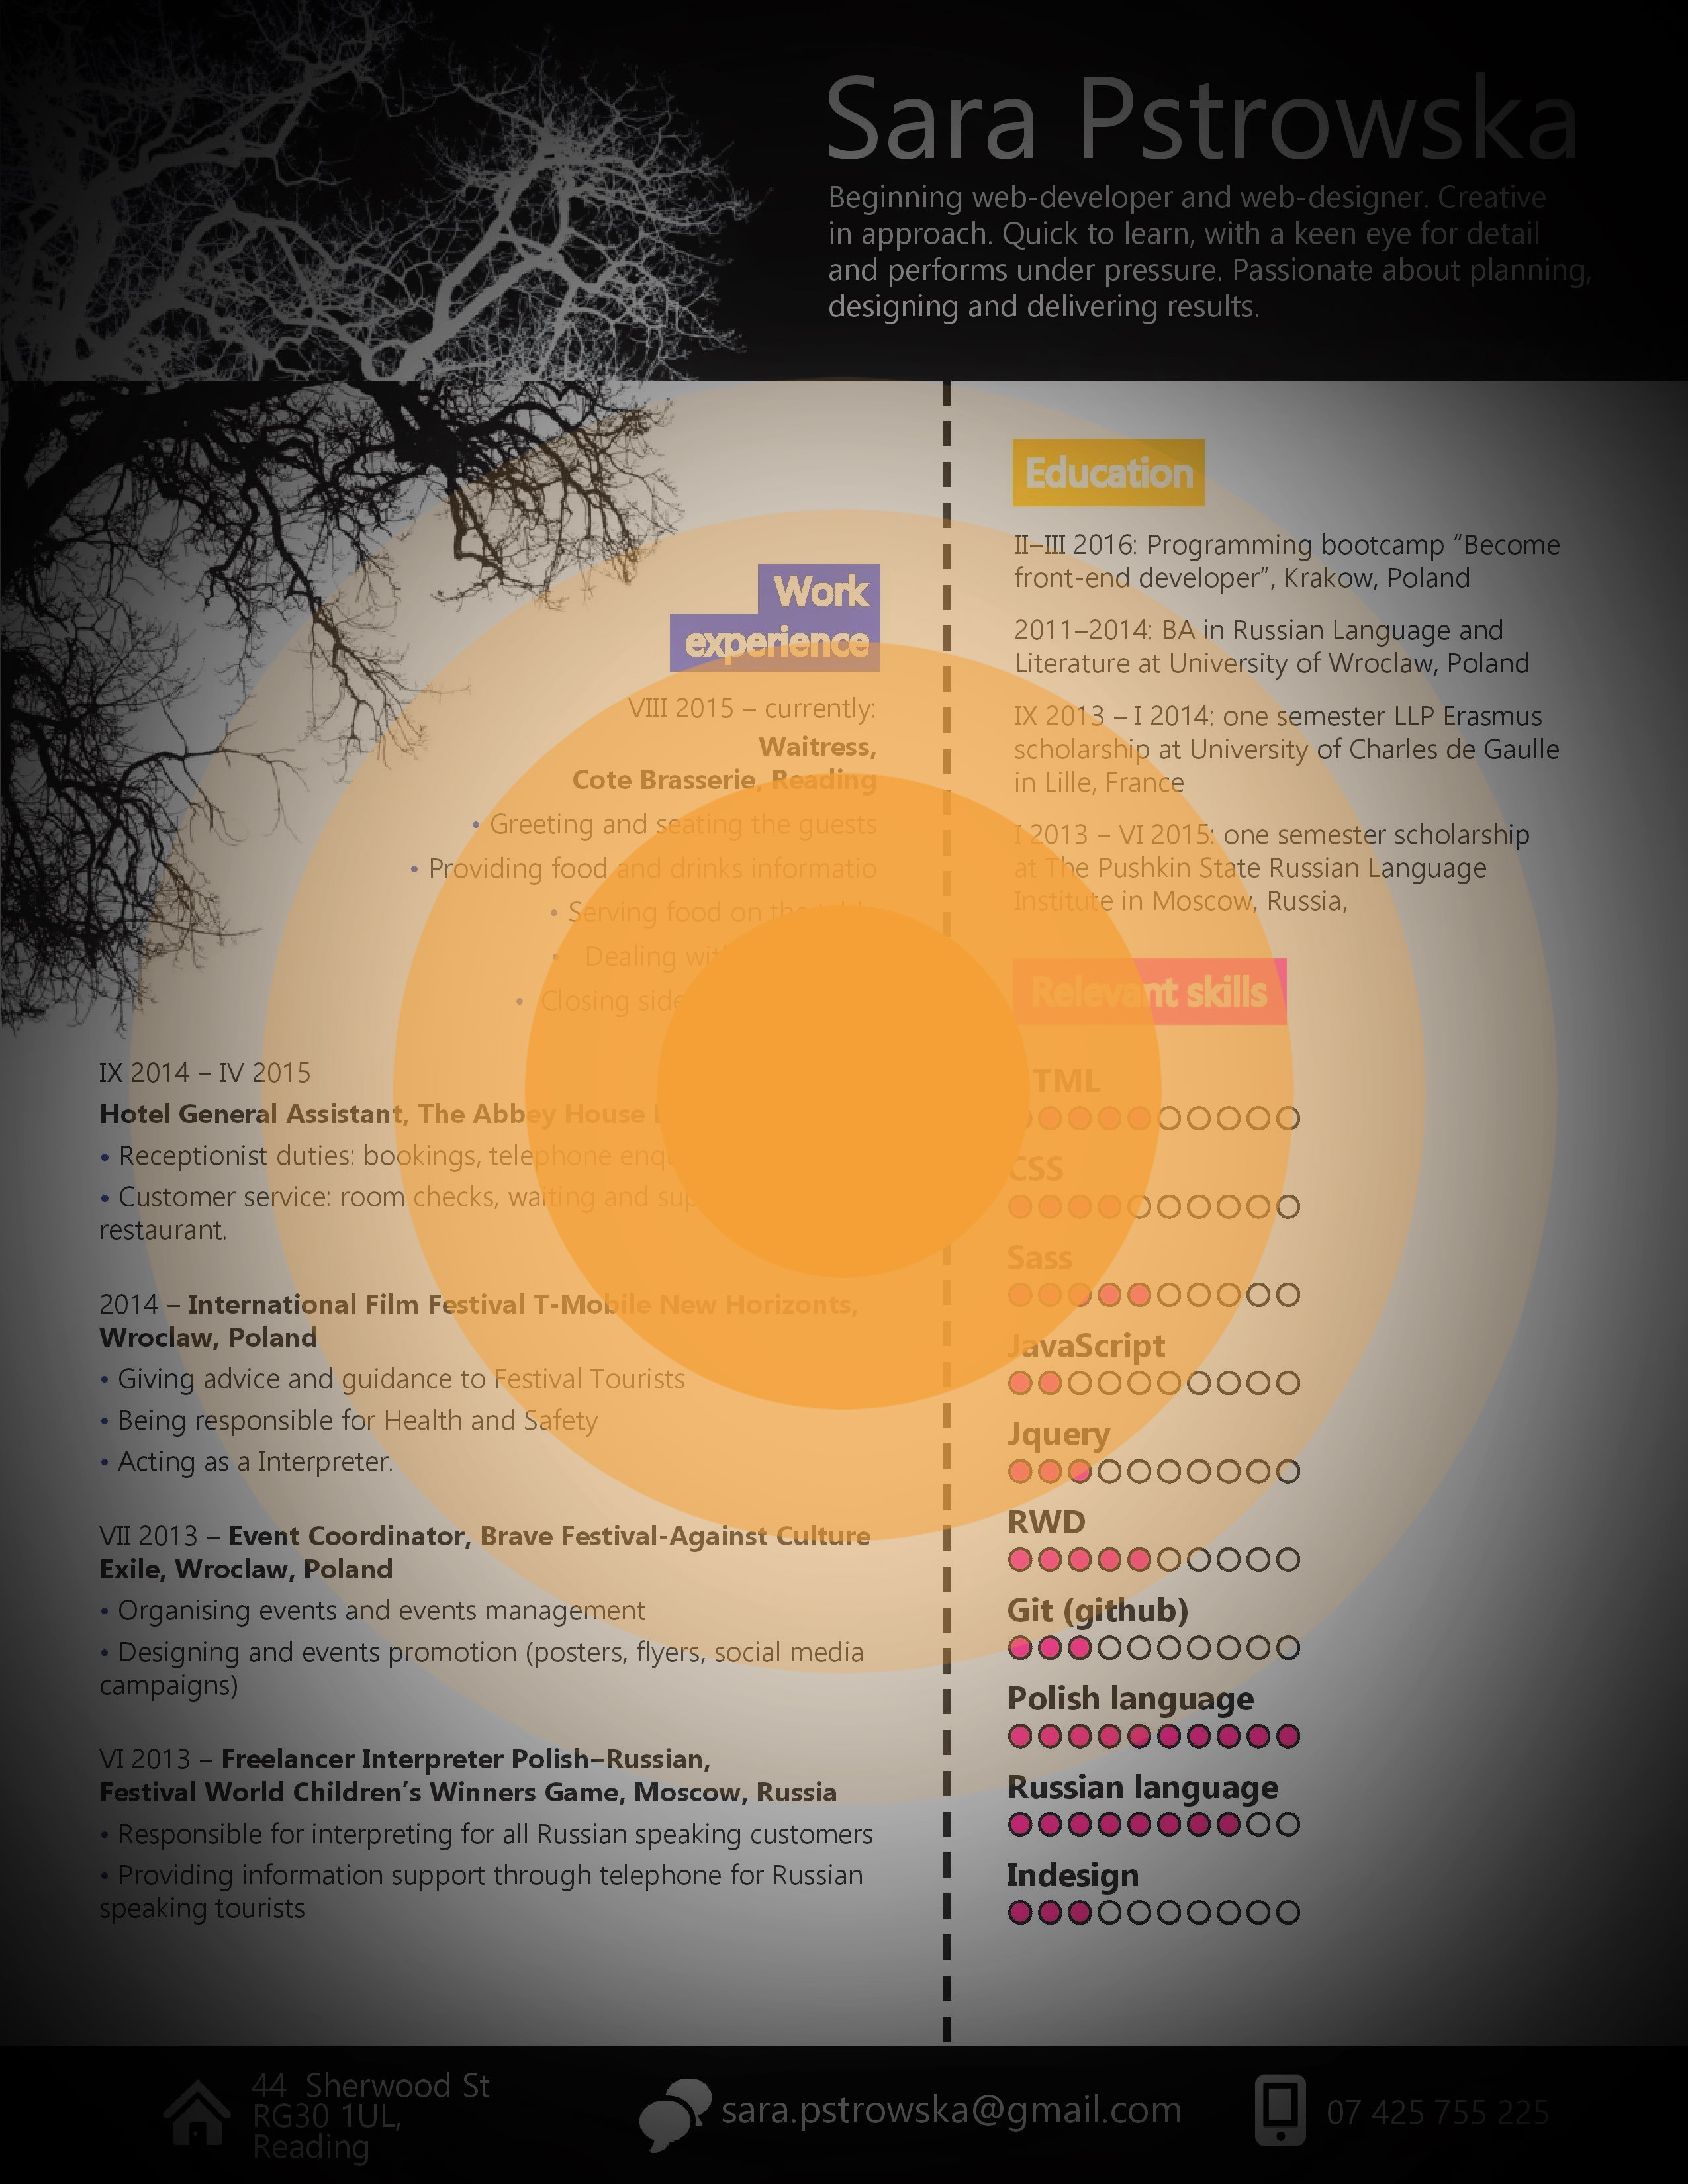 Sara Pstrowska
Beginning web-developer and web-designer. Creative
in approach. Quick to learn, with a keen eye for detail
and performs under pressure. Passionate about planning,
designing and delivering results.
Work
experience
VIII 2015 – currently:
Waitress,
Cote Brasserie, Reading
• Greeting and seating the guests
• Providing food and drinks informatio
• Serving food on the
• Dealing with
• Closing side
IX 2014 – IV 2015
Hotel General Assistant, The Abbey House
• Receptionist duties: bookings, telephone
• Customer service: room checks, waiting and
restaurant.
2014 – International Film Festival T-Mobile New Horizonts,
Wroclaw, Poland
• Giving advice and guidance to Festival Tourists
• Being responsible for Health and Safety
• Acting as a Interpreter.
VII 2013 – Event Coordinator, Brave Festival-Against Culture
Exile, Wroclaw, Poland
• Organising events and events management
• Designing and events promotion (posters, flyers, social media
campaigns)
VI 2013 – Freelancer Interpreter Polish–Russian,
Festival World Children’s Winners Game, Moscow, Russia
• Responsible for interpreting for all Russian speaking customers
• Providing information support through telephone for Russian
speaking tourists
Education
II–III 2016: Programming bootcamp “Become
front-end developer”, Krakow, Poland
2011–2014: BA in Russian Language and
Literature at University of Wroclaw, Poland
IX 2013 – I 2014: one semester LLP Erasmus
scholarship at University of Charles de Gaulle
in Lille, France
I 2013 – VI 2015: one semester scholarship
at The Pushkin State Russian Language
Institute in Moscow, Russia,
Relevant skills
TML
CSS
Sass
JavaScript
Jquery
RWD
Git (github)
Polish language
Russian language
Indesign
44 Sherwood St
RG30 1UL,
Reading
sara.pstrowska@gmail.com
07 425 755 225